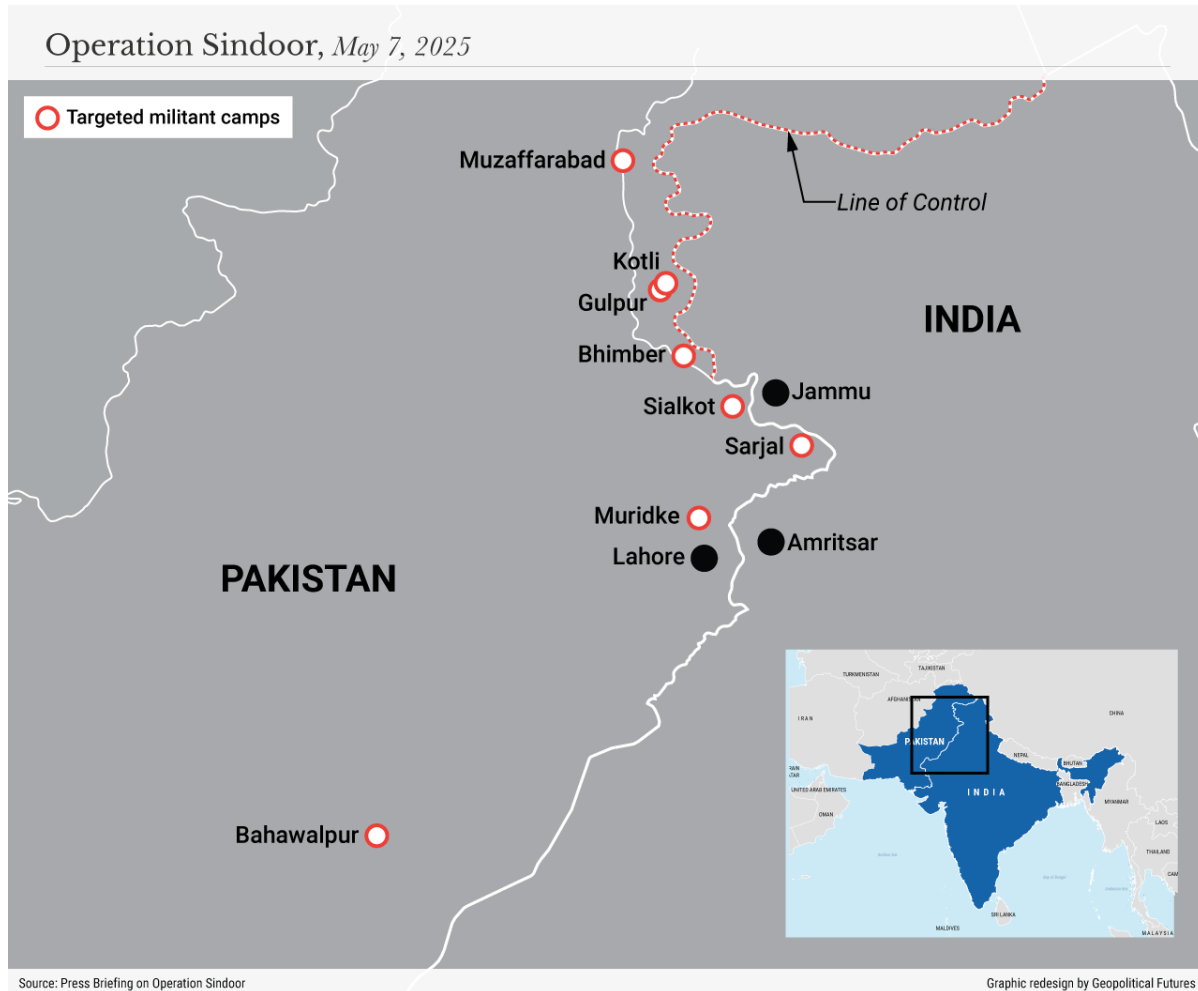 Operation Sindoor, May 7, 2025
Targeted militant camps
Muzaffarabad
Line of Control
Kotli
Gulpur
INDIA
Bhimber
Jammu
Sialkot
Sarjal
Muridke
Amritsar
Lahore
PAKISTAN
Bahawalpur
TAJIKISTAN
TURKMENISTAN
AFGHANISTAN
IRAN
CHINA
PAKISTAN
NEPAL
BHUTAN
BANGLADESH
UNITED ARAB EMIRATES
INDIA
MYANMAR
OMAN
LAOS
THAILAND
CAM
SRI LANKA
MALDIVES
MALAYSIA
Source: Press Briefing on Operation Sindoor
Graphic redesign by Geopolitical Futures